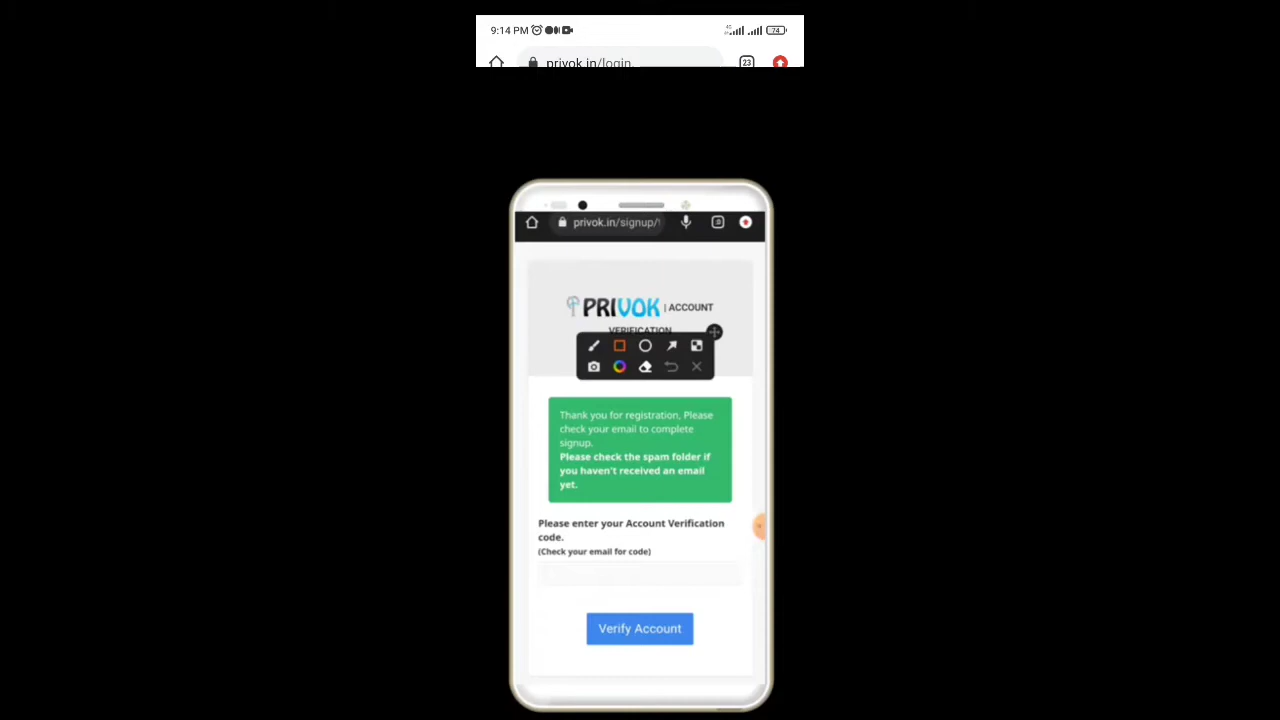 9:14 PM
74
privok.in/login.
23
privok.in/signup/
PRIVOK | ACCOUNT
VERIFICATION
Thank you for registration, Please
check your email to complete
signup.
Please check the spam folder if
you haven't received an email
yet.
Please enter your Account Verification
code.
(Check your email for code)
Verify Account